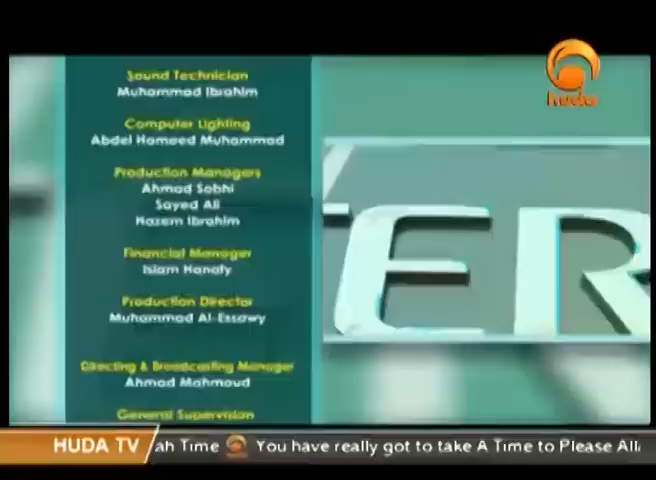 huda
Sound Technician
Muhammad Ibrahim
Computer Lighting
Abdel Hameed Muhammad
Production Managers
Ahmad Sobhi
Sayed Ali
Hazem Ibrahim
Financial Manager
Islam Hanafy
Production Director
Muhammad Al-Essawy
Directing & Broadcasting Manager
Ahmad Mahmoud
General Supervision
ER
HUDA TV
ah Time You have really got to take A Time to Please Alla